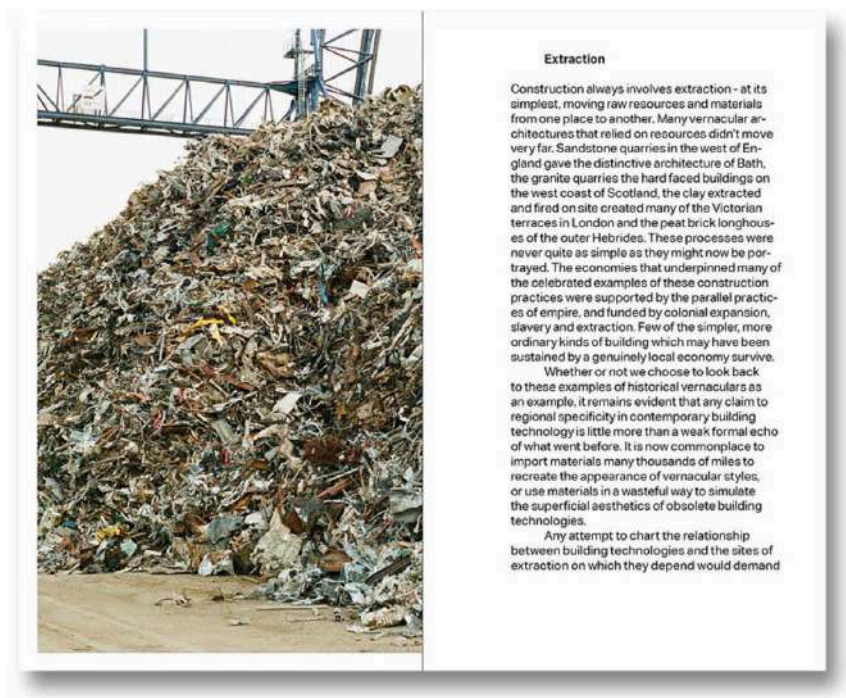 Extraction
Construction always involves extraction - at its
simplest, moving raw resources and materials
from one place to another. Many vernacular ar-
chitectures that relied on resources didn't move
very far. Sandstone quarries in the west of En-
gland gave the distinctive architecture of Bath,
the granite quarries the hard faced buildings on
the west coast of Scotland, the clay extracted
and fired on site created many of the Victorian
terraces in London and the peat brick longhous-
es of the outer Hebrides. These processes were
never quite as simple as they might now be por-
trayed. The economies that underpinned many of
the celebrated examples of these construction
practices were supported by the parallel practic-
es of empire, and funded by colonial expansion,
slavery and extraction. Few of the simpler, more
ordinary kinds of building which may have been
sustained by a genuinely local economy survive.
Whether or not we choose to look back
to these examples of historical vernaculars as
an example, it remains evident that any claim to
regional specificity in contemporary building
technology is little more than a weak formal echo
of what went before. It is now commonplace to
import materials many thousands of miles to
recreate the appearance of vernacular styles,
or use materials in a wasteful way to simulate
the superficial aesthetics of obsolete building
technologies.
Any attempt to chart the relationship
between building technologies and the sites of
extraction on which they depend would demand